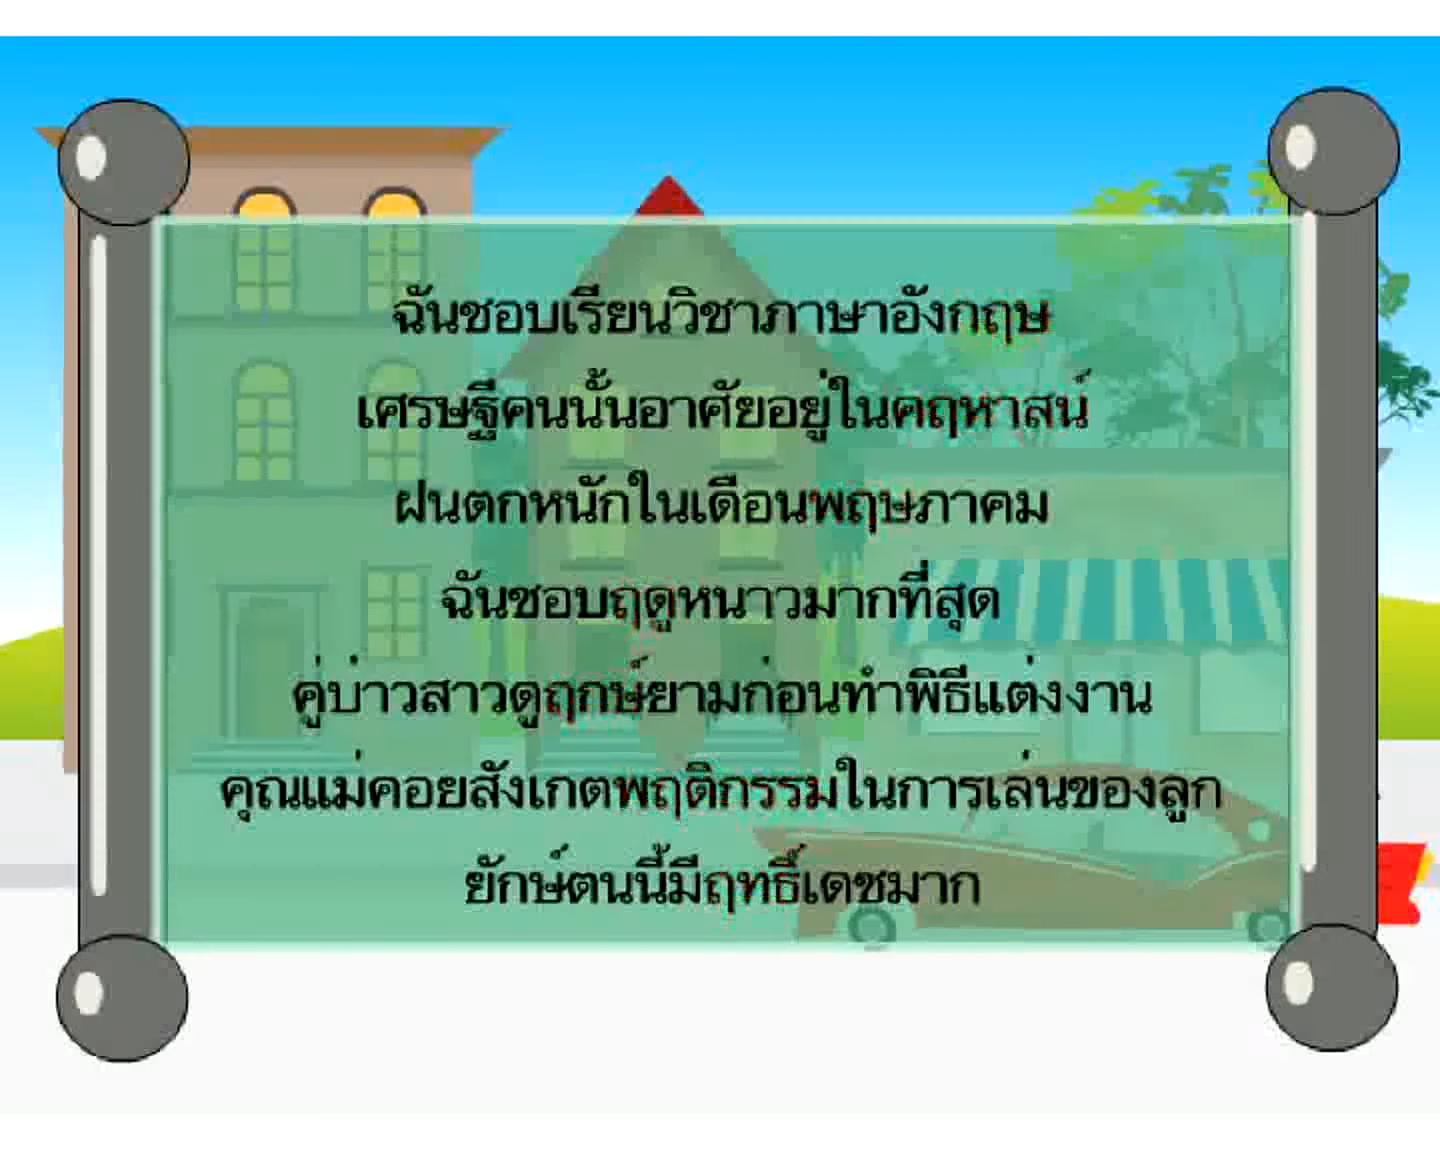 ฉันชอบเรียนวิชาภาษาอังกฤษ
เศรษฐีคนนั้นอาศัยอยู่ในคฤหาสน์
ฝนตกหนักในเดือนพฤษภาคม
ฉันชอบฤดูหนาวมากที่สุด
คู่บ่าวสาวดูฤกษ์ยามก่อนทำพิธีแต่งงาน
คุณแม่คอยสังเกตพฤติกรรมในการเล่นของลูก
ยักษ์ตนนี้มีฤทธิ์เดชมาก